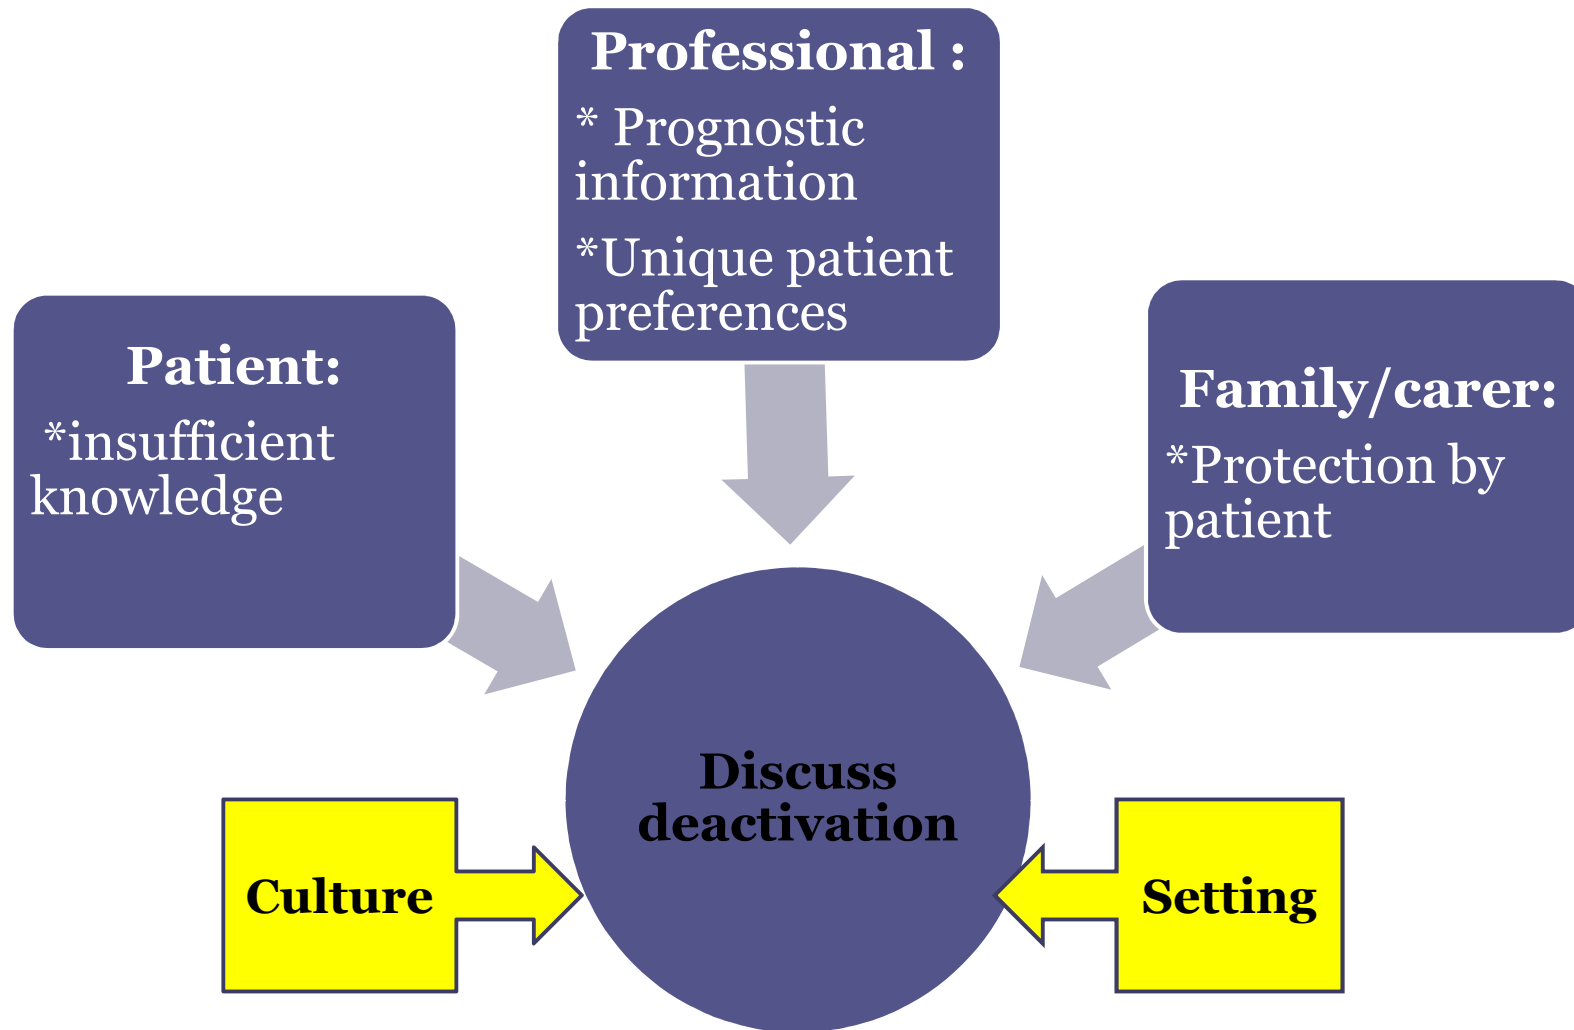 Professional :
* Prognostic
information
*Unique patient
preferences
Patient:
*insufficient
knowledge
Family/carer:
*Protection by
patient
Discuss
deactivation
Culture
Setting